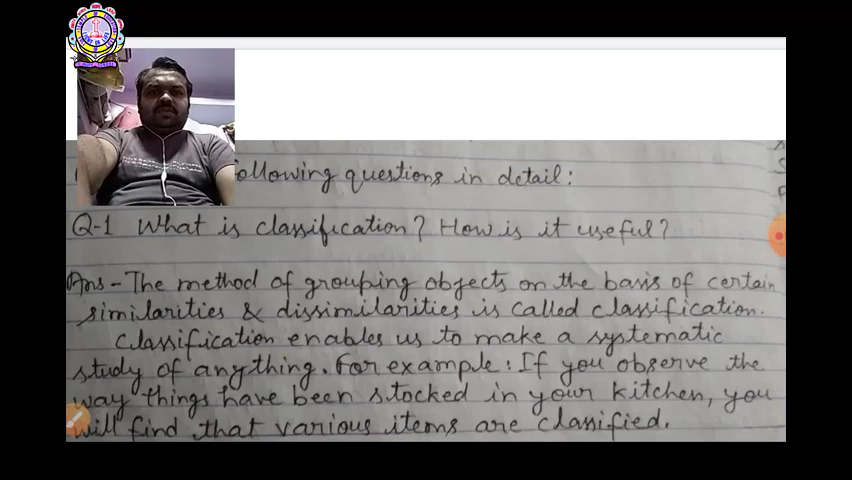 ollowing questions in detail:
Q-1 What is classification? How is it useful?
Ans - The method of grouping objects on the basis of certain
similarities & dissimilarities is called classification.
Classification enables us to make a systematic
study of anything. For example: If you observe the
way things have been stocked in your kitchen, you
will find that various items are classified.